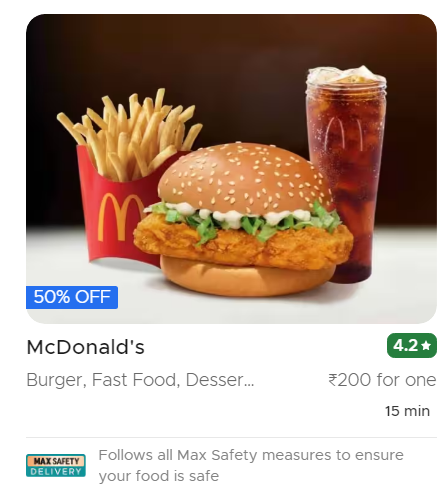 50% OFF
McDonald's
4.2★
Burger, Fast Food, Desser...
₹200 for one
15 min
MAX SAFETY
DELIVERY
Follows all Max Safety measures to ensure
your food is safe